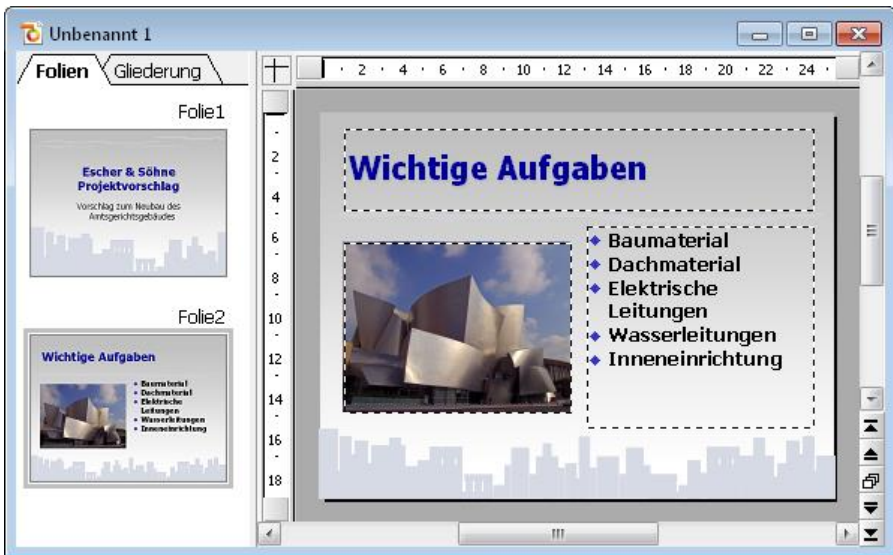 Unbenannt 1
Folien Gliederung
Folie1
Escher & Söhne
Projektvorschlag
Vorschlag zum Neubau des
Amtsgerichtsgebäudes
Folie2
Wichtige Aufgaben
Baumaterial
Dachmaterial
Elektrische
Leitungen
Wasserleitungen
Inneneinrichtung
2 4 6 8 10 12 14 16 18 20 22 24
2
4
6
8
10
12
14
16
18
Wichtige Aufgaben
Baumaterial
Dachmaterial
Elektrische
Leitungen
Wasserleitungen
Inneneinrichtung